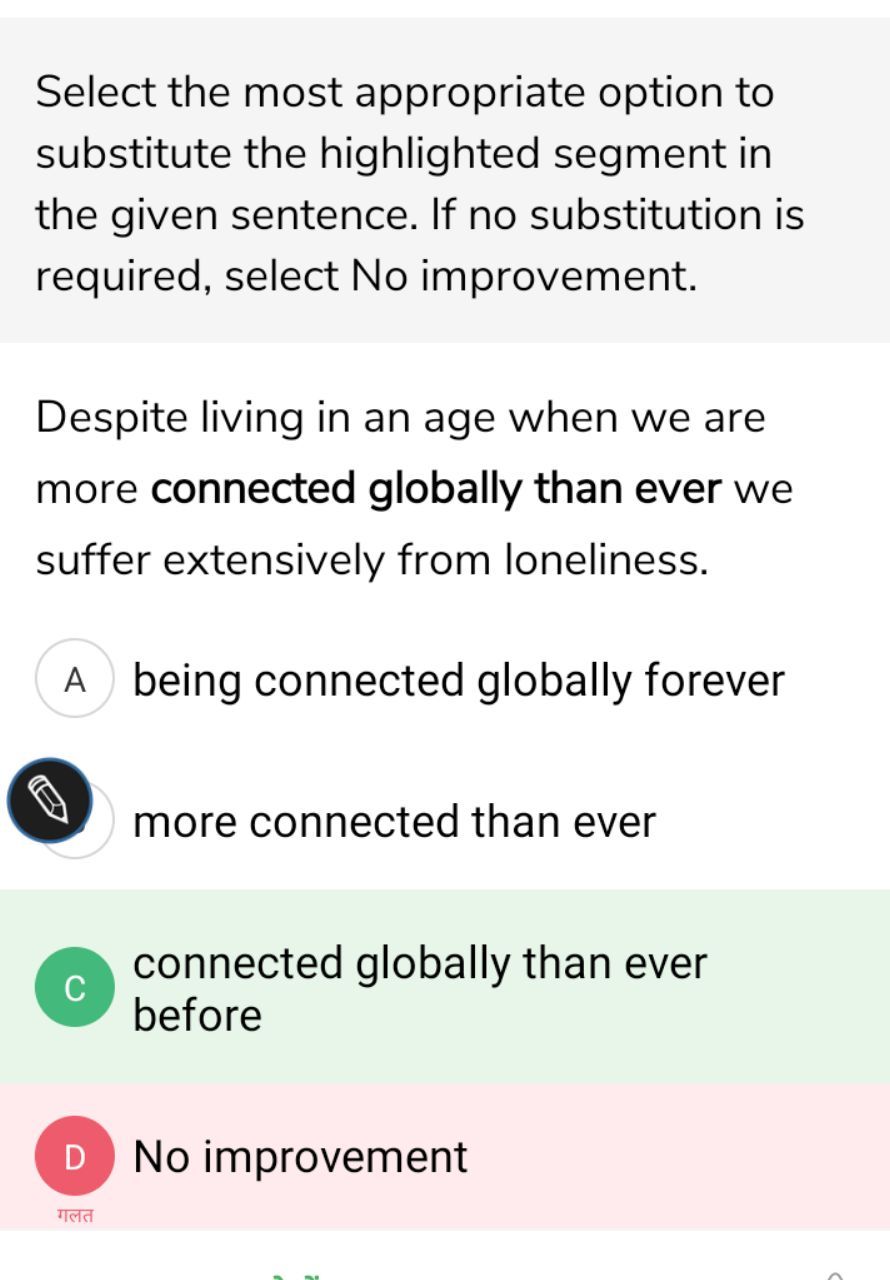 Select the most appropriate option to
substitute the highlighted segment in
the given sentence. If no substitution is
required, select No improvement.
Despite living in an age when we are
more connected globally than ever we
suffer extensively from loneliness.
A being connected globally forever
more connected than ever
C connected globally than ever
before
D No improvement
गलत